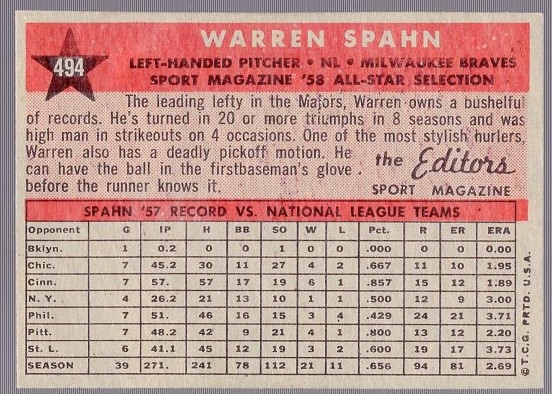 WARREN SPAHN
494
LEFT-HANDED PITCHER • NL • MILWAUKEE BRAVES
SPORT MAGAZINE '58 ALL-STAR SELECTION
The leading lefty in the Majors, Warren owns a bushelful
of records. He's turned in 20 or more triumphs in 8 seasons and was
high man in strikeouts on 4 occasions. One of the most stylish hurlers,
Warren also has a deadly pickoff motion. He
can have the ball in the firstbaseman's glove
before the runner knows it.
the Editors
SPORT MAGAZINE
SPAHN '57 RECORD VS. NATIONAL LEAGUE TEAMS
Opponent G IP H BB SO W L Pct. R ER ERA
Bklyn. 1 0.2 0 0 1 0 0 .000 0 0 0.00
Chic. 7 45.2 30 11 27 4 2 .667 11 10 1.95
Cinn. 7 57. 57 17 19 6 1 .857 15 12 1.89
N. Y. 4 26.2 21 13 10 1 1 .500 12 9 3.00
Phil. 7 51. 46 16 15 3 4 .429 24 21 3.71
Pitt. 7 48.2 42 9 21 4 1 .800 13 12 2.20
St. L. 6 41.1 45 12 19 3 2 .600 19 17 3.73
SEASON 39 271. 241 78 112 21 11 .656 94 81 2.69
© T.C.G. PRTD. U.S.A.